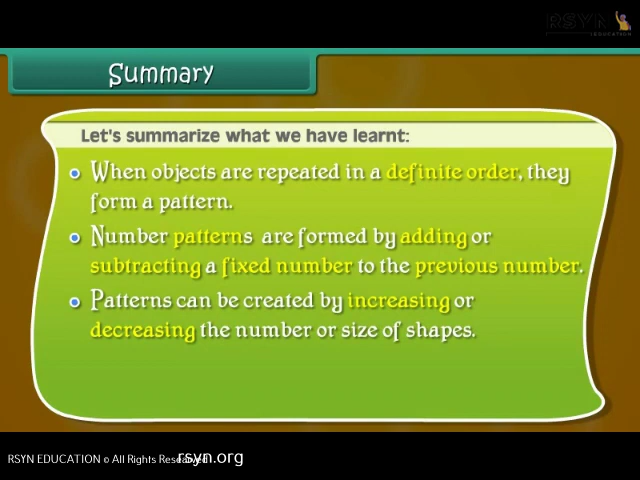 RSYN
EDUCATION
Summary
Let's summarize what we have learnt:
When objects are repeated in a definite order, they
form a pattern.
Number patterns are formed by adding or
subtracting a fixed number to the previous number.
Patterns can be created by increasing or
decreasing the number or size of shapes.
RSYN EDUCATION © All Rights Reserved
rsyn.org